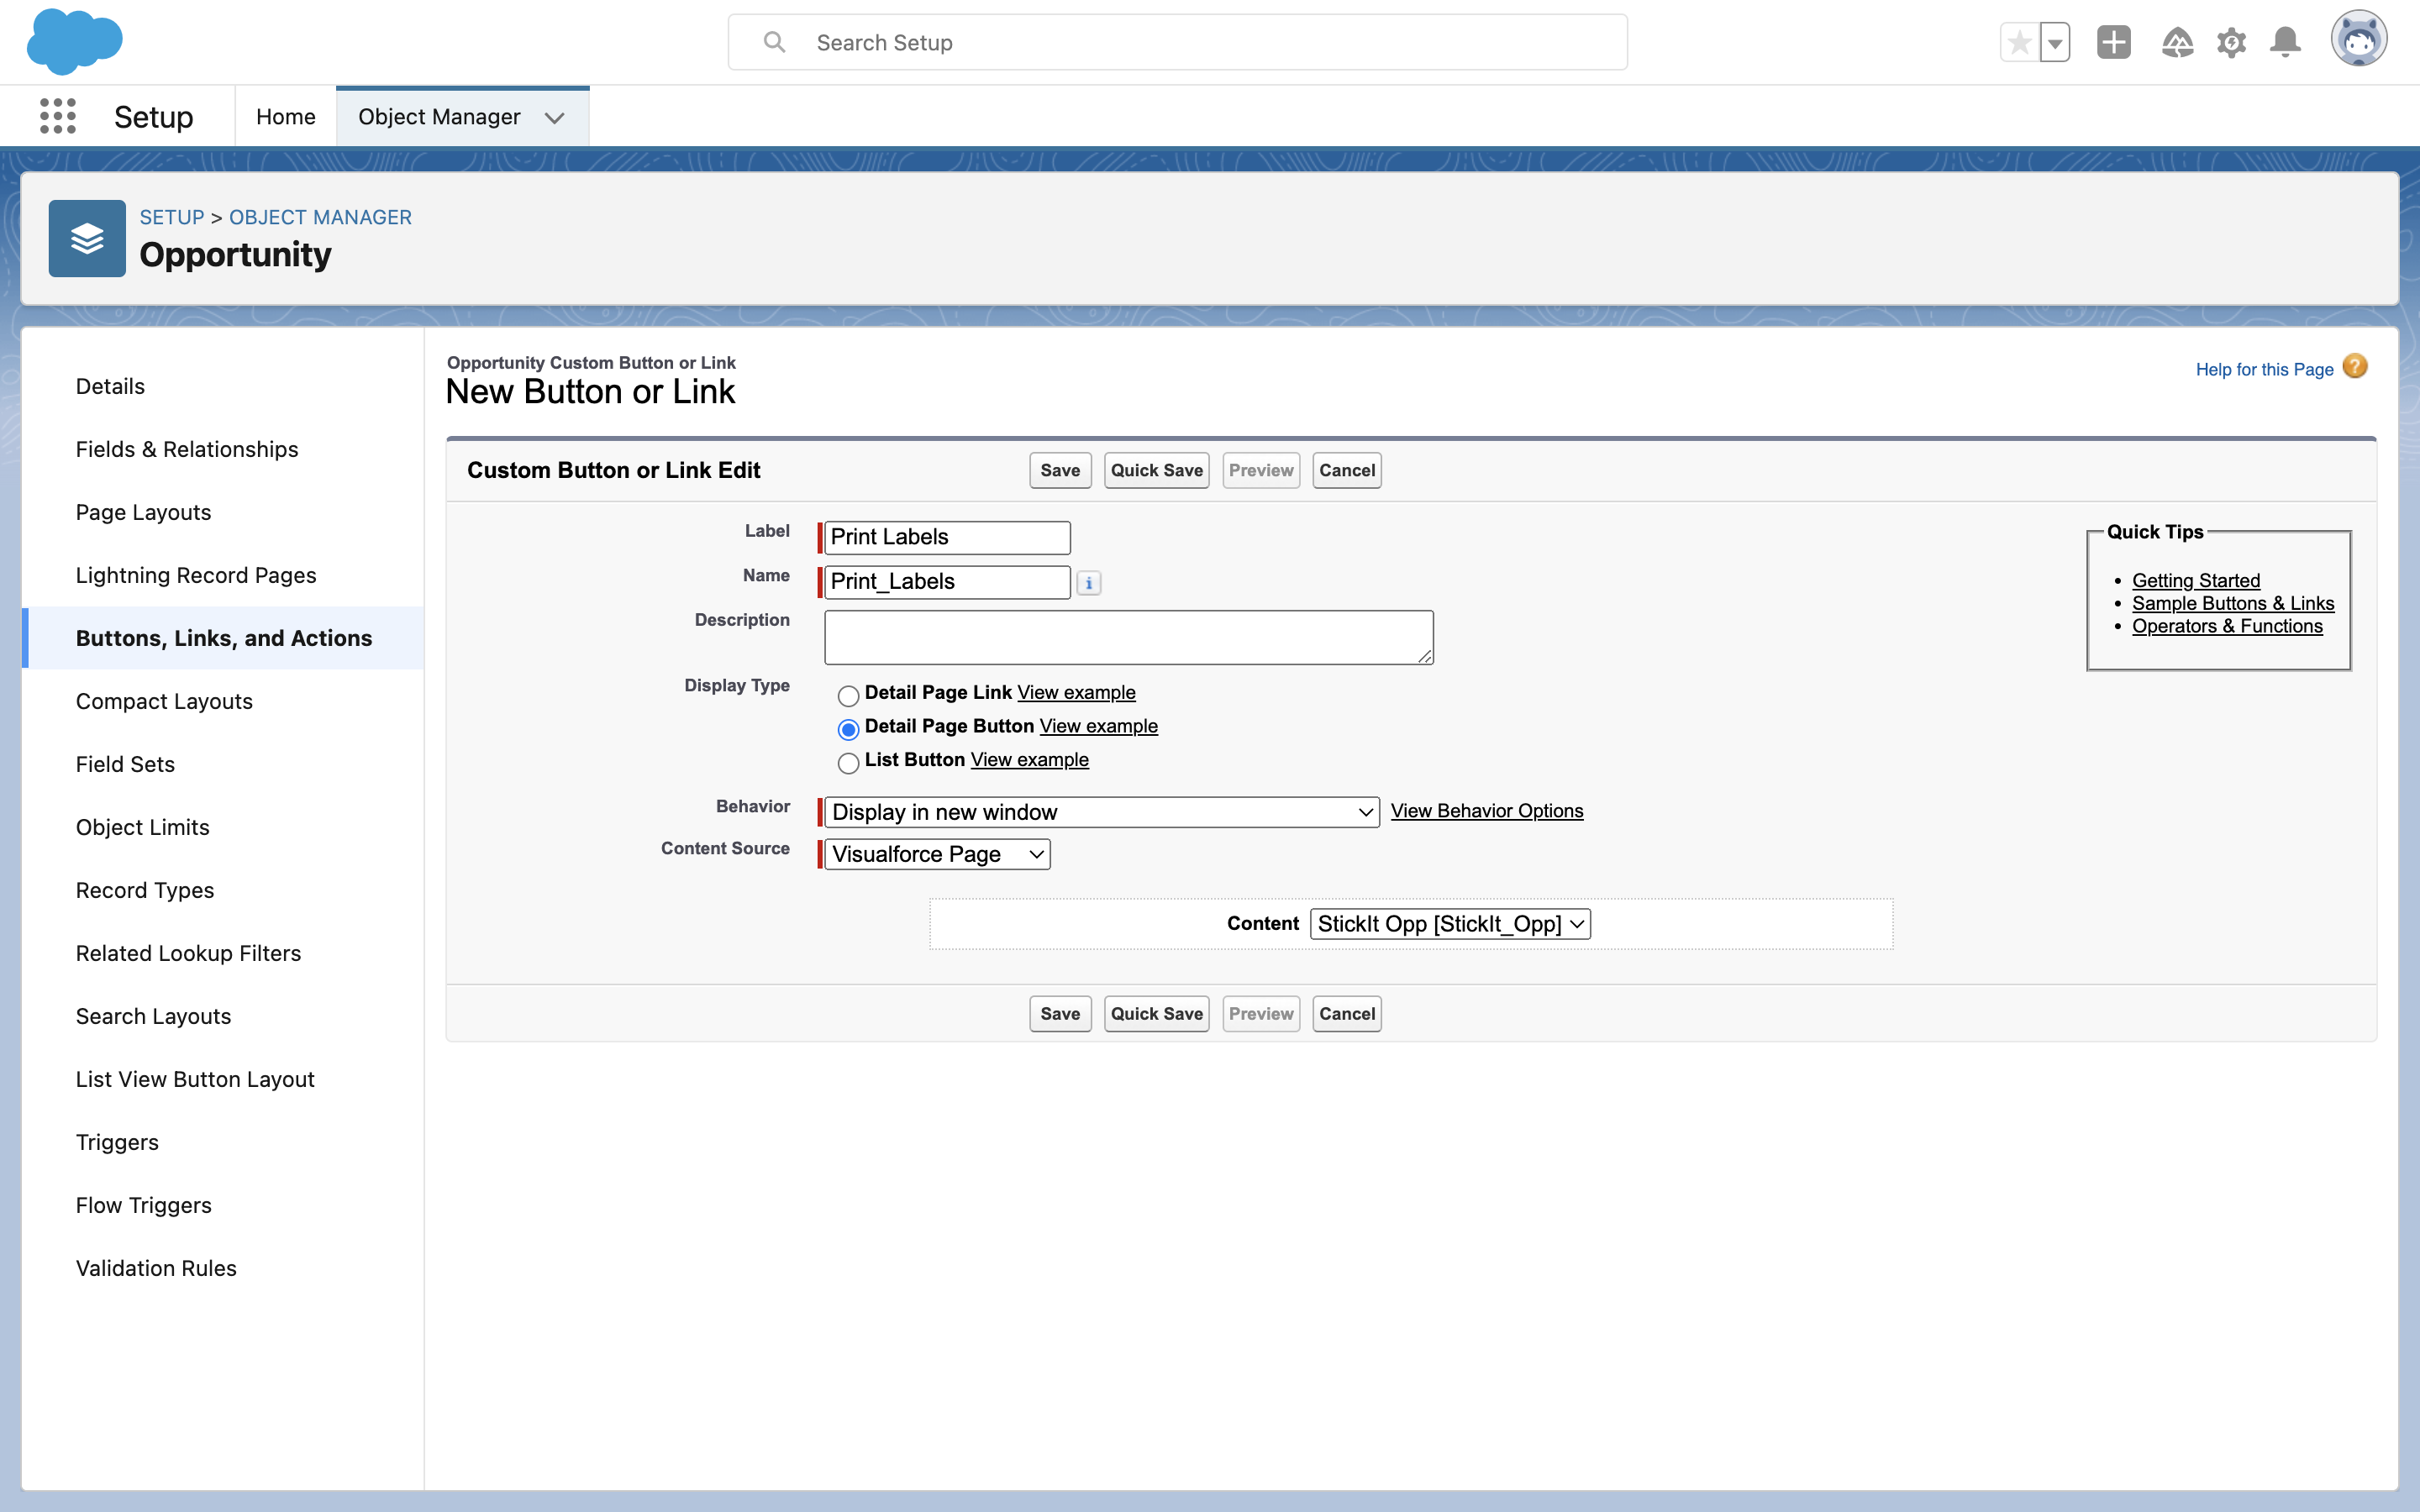 Search Setup
Setup
Home
Object Manager
SETUP > OBJECT MANAGER
Opportunity
Details
Fields & Relationships
Page Layouts
Lightning Record Pages
Buttons, Links, and Actions
Compact Layouts
Field Sets
Object Limits
Record Types
Related Lookup Filters
Search Layouts
List View Button Layout
Triggers
Flow Triggers
Validation Rules
Opportunity Custom Button or Link
New Button or Link
Help for this Page ?
Custom Button or Link Edit
Save
Quick Save
Preview
Cancel
Label
Print Labels
Name
Print_Labels
i
Description
Display Type
Detail Page Link View example
Detail Page Button View example
List Button View example
Behavior
Display in new window
View Behavior Options
Content Source
Visualforce Page
Content
StickIt Opp [StickIt_Opp]
Save
Quick Save
Preview
Cancel
Quick Tips
• Getting Started
• Sample Buttons & Links
• Operators & Functions